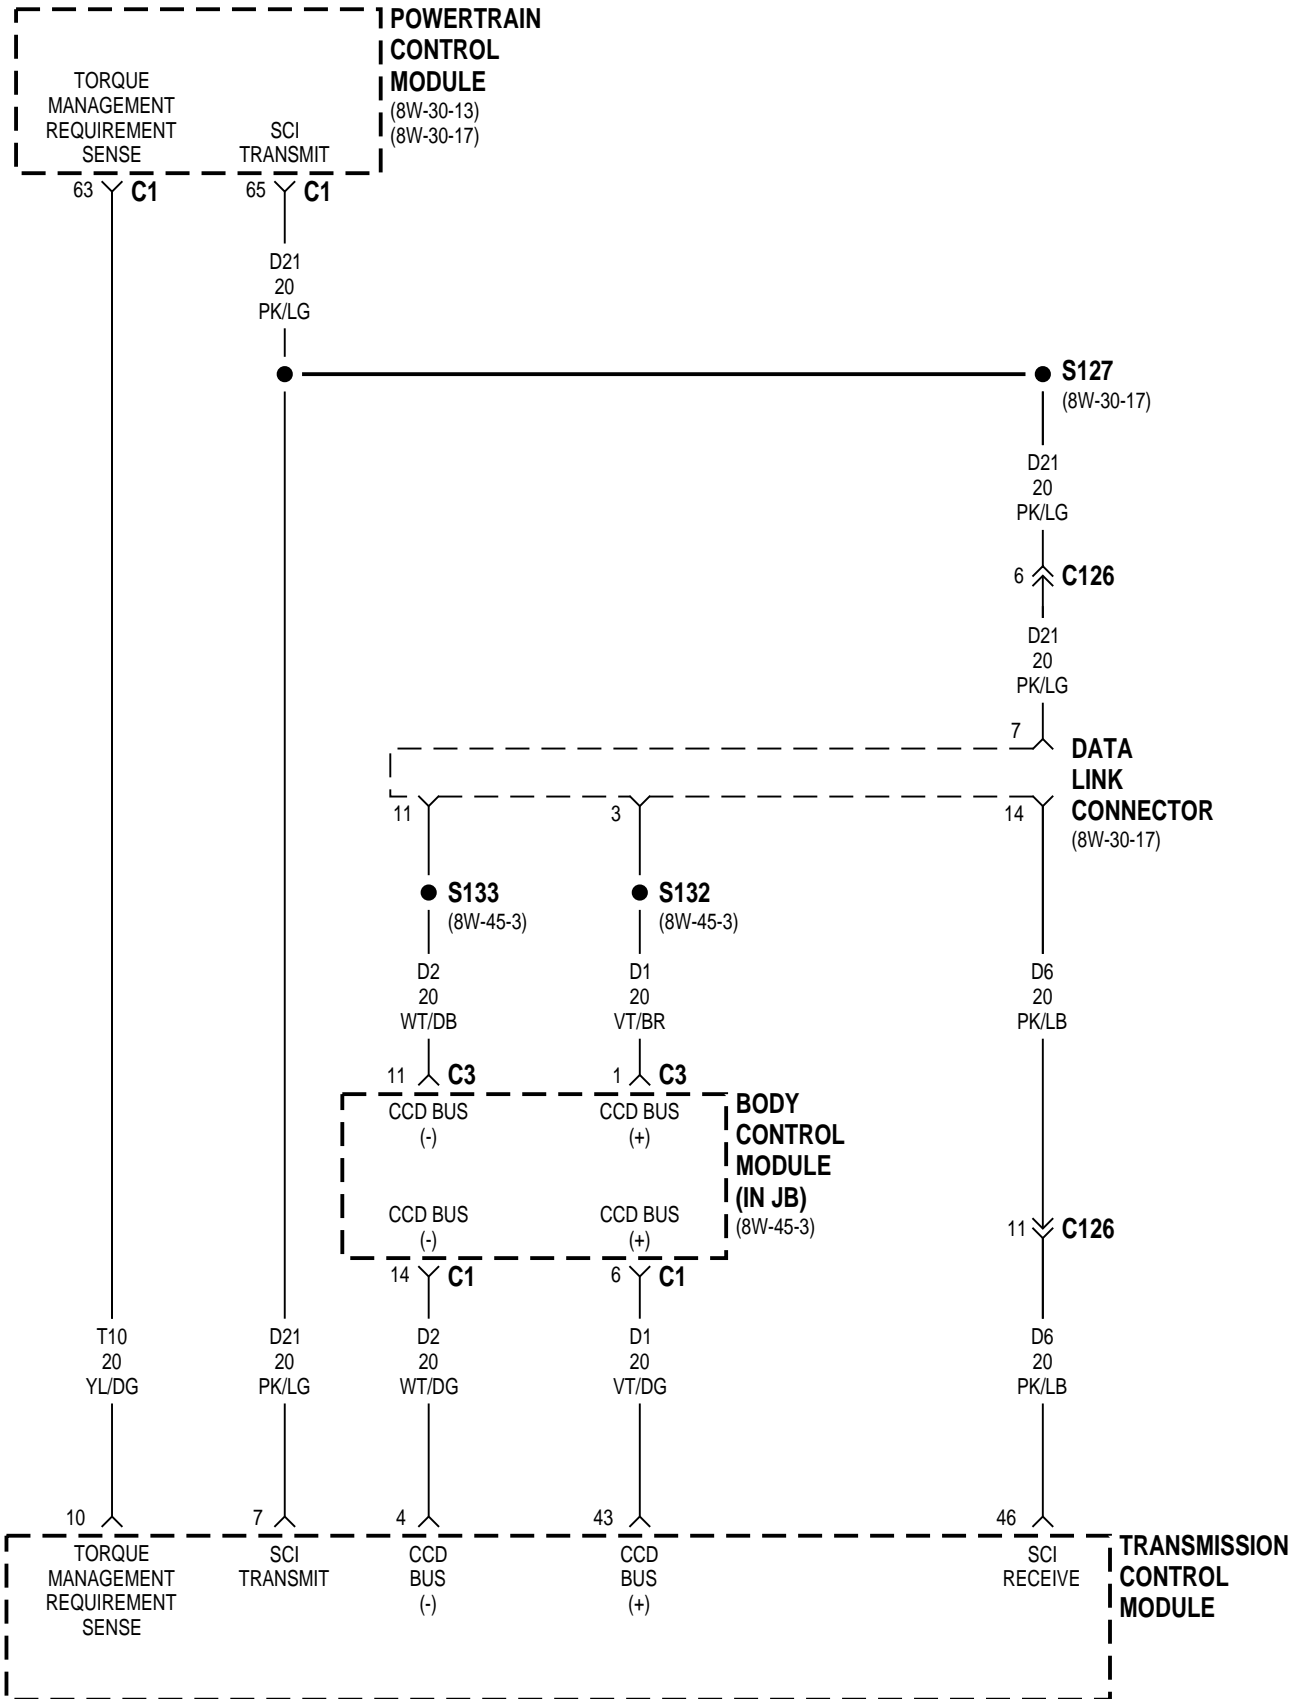 POWERTRAIN
CONTROL
MODULE
(8W-30-13)
(8W-30-17)
TORQUE
MANAGEMENT
REQUIREMENT
SENSE
SCI
TRANSMIT
63 C1
65 C1
D21
20
PK/LG
S127
(8W-30-17)
D21
20
PK/LG
6 C126
D21
20
PK/LG
7
DATA
LINK
CONNECTOR
(8W-30-17)
11 3 14
S133
(8W-45-3)
S132
(8W-45-3)
D2
20
WT/DB
D1
20
VT/BR
D6
20
PK/LB
11 C3
1 C3
CCD BUS
(-)
CCD BUS
(+)
BODY
CONTROL
MODULE
(IN JB)
(8W-45-3)
CCD BUS
(-)
CCD BUS
(+)
11 C126
14 C1
6 C1
T10
20
YL/DG
D21
20
PK/LG
D2
20
WT/DG
D1
20
VT/DG
D6
20
PK/LB
10 7 4 43 46
TORQUE
MANAGEMENT
REQUIREMENT
SENSE
SCI
TRANSMIT
CCD
BUS
(-)
CCD
BUS
(+)
SCI
RECEIVE
TRANSMISSION
CONTROL
MODULE